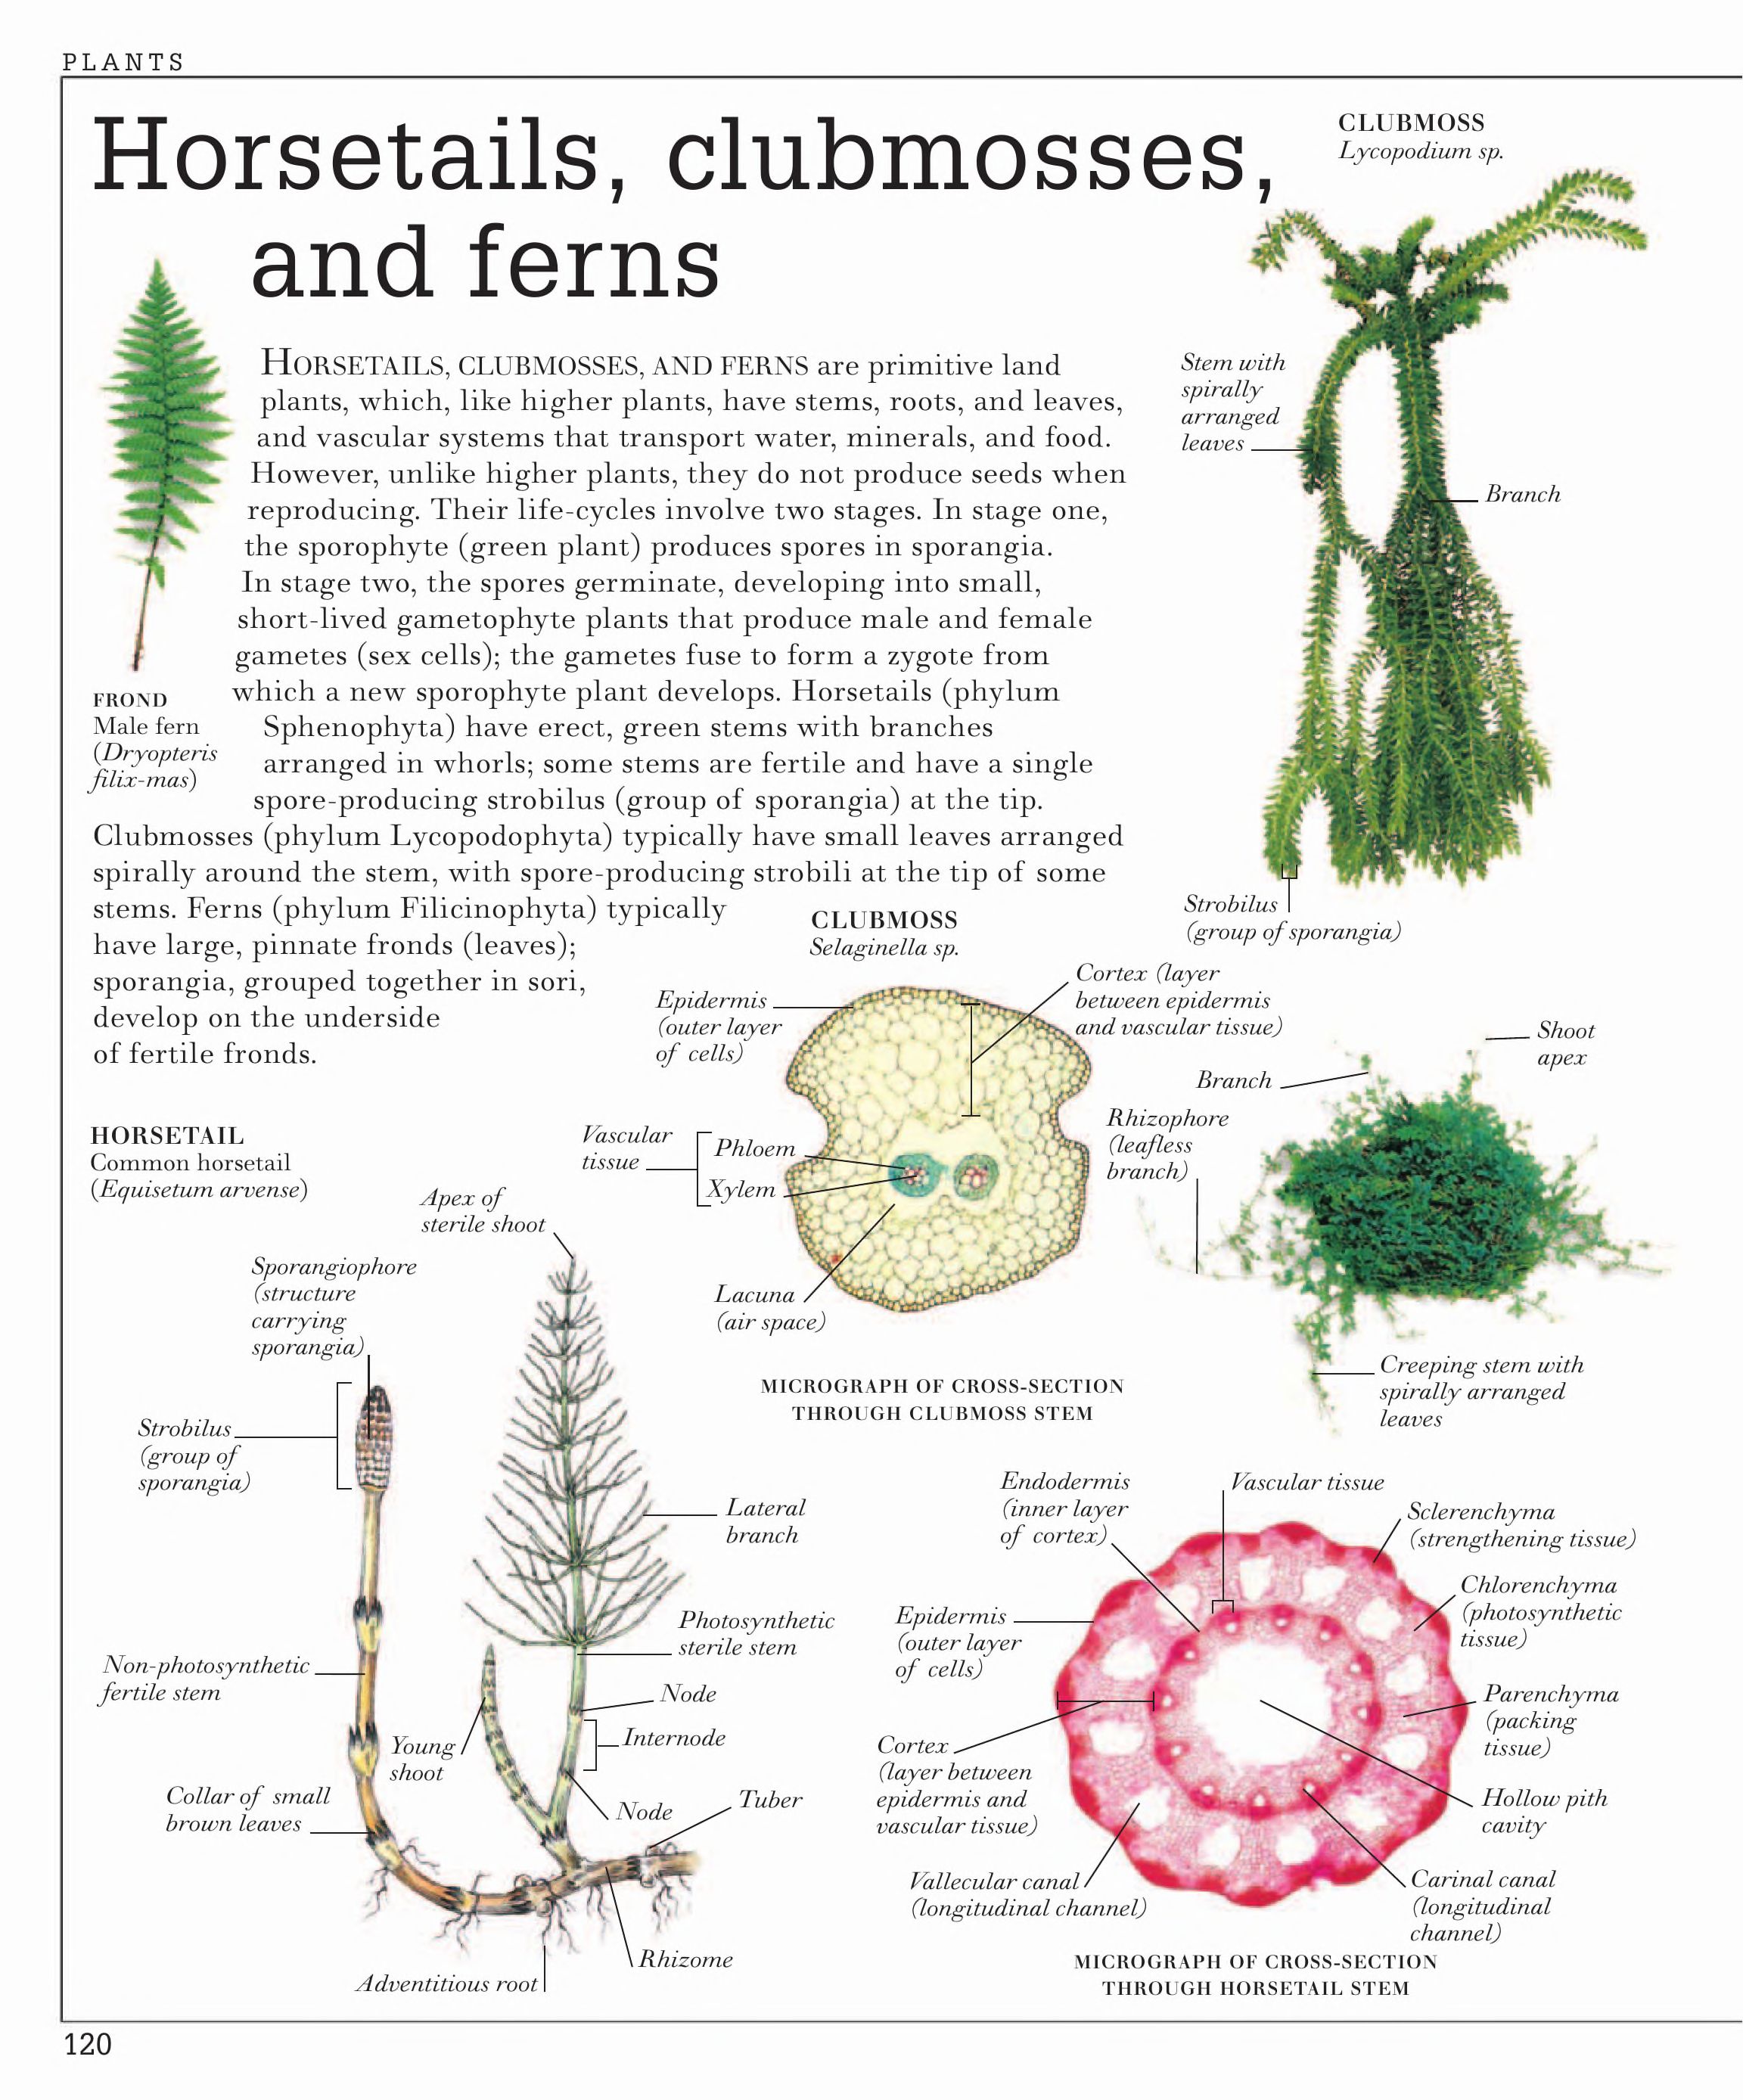 PLANTS
Horsetails, clubmosses,
and ferns
CLUBMOSS
Lycopodium sp.
HORSETAILS, CLUBMOSSES, AND FERNS are primitive land
plants, which, like higher plants, have stems, roots, and leaves,
and vascular systems that transport water, minerals, and food.
However, unlike higher plants, they do not produce seeds when
reproducing. Their life-cycles involve two stages. In stage one,
the sporophyte (green plant) produces spores in sporangia.
In stage two, the spores germinate, developing into small,
short-lived gametophyte plants that produce male and female
gametes (sex cells); the gametes fuse to form a zygote from
which a new sporophyte plant develops. Horsetails (phylum
Sphenophyta) have erect, green stems with branches
arranged in whorls; some stems are fertile and have a single
spore-producing strobilus (group of sporangia) at the tip.
Clubmosses (phylum Lycopodophyta) typically have small leaves arranged
spirally around the stem, with spore-producing strobili at the tip of some
stems. Ferns (phylum Filicinophyta) typically
have large, pinnate fronds (leaves);
sporangia, grouped together in sori,
develop on the underside
of fertile fronds.
FROND
Male fern
(Dryopteris
filix-mas)
Stem with
spirally
arranged
leaves
Branch
Strobilus
(group of sporangia)
CLUBMOSS
Selaginella sp.
Epidermis
(outer layer
of cells)
Cortex (layer
between epidermis
and vascular tissue)
Vascular
tissue
Phloem
Xylem
Lacuna
(air space)
MICROGRAPH OF CROSS-SECTION
THROUGH CLUBMOSS STEM
Shoot
apex
Branch
Rhizophore
(leafless
branch)
Creeping stem with
spirally arranged
leaves
HORSETAIL
Common horsetail
(Equisetum arvense)
Apex of
sterile shoot
Sporangiophore
(structure
carrying
sporangia)
Strobilus
(group of
sporangia)
Lateral
branch
Photosynthetic
sterile stem
Non-photosynthetic
fertile stem
Node
Internode
Young
shoot
Collar of small
brown leaves
Node
Tuber
Rhizome
Adventitious root
Endodermis
(inner layer
of cortex)
Vascular tissue
Sclerenchyma
(strengthening tissue)
Chlorenchyma
(photosynthetic
tissue)
Epidermis
(outer layer
of cells)
Parenchyma
(packing
tissue)
Cortex
(layer between
epidermis and
vascular tissue)
Hollow pith
cavity
Vallecular canal
(longitudinal channel)
Carinal canal
(longitudinal
channel)
MICROGRAPH OF CROSS-SECTION
THROUGH HORSETAIL STEM
120